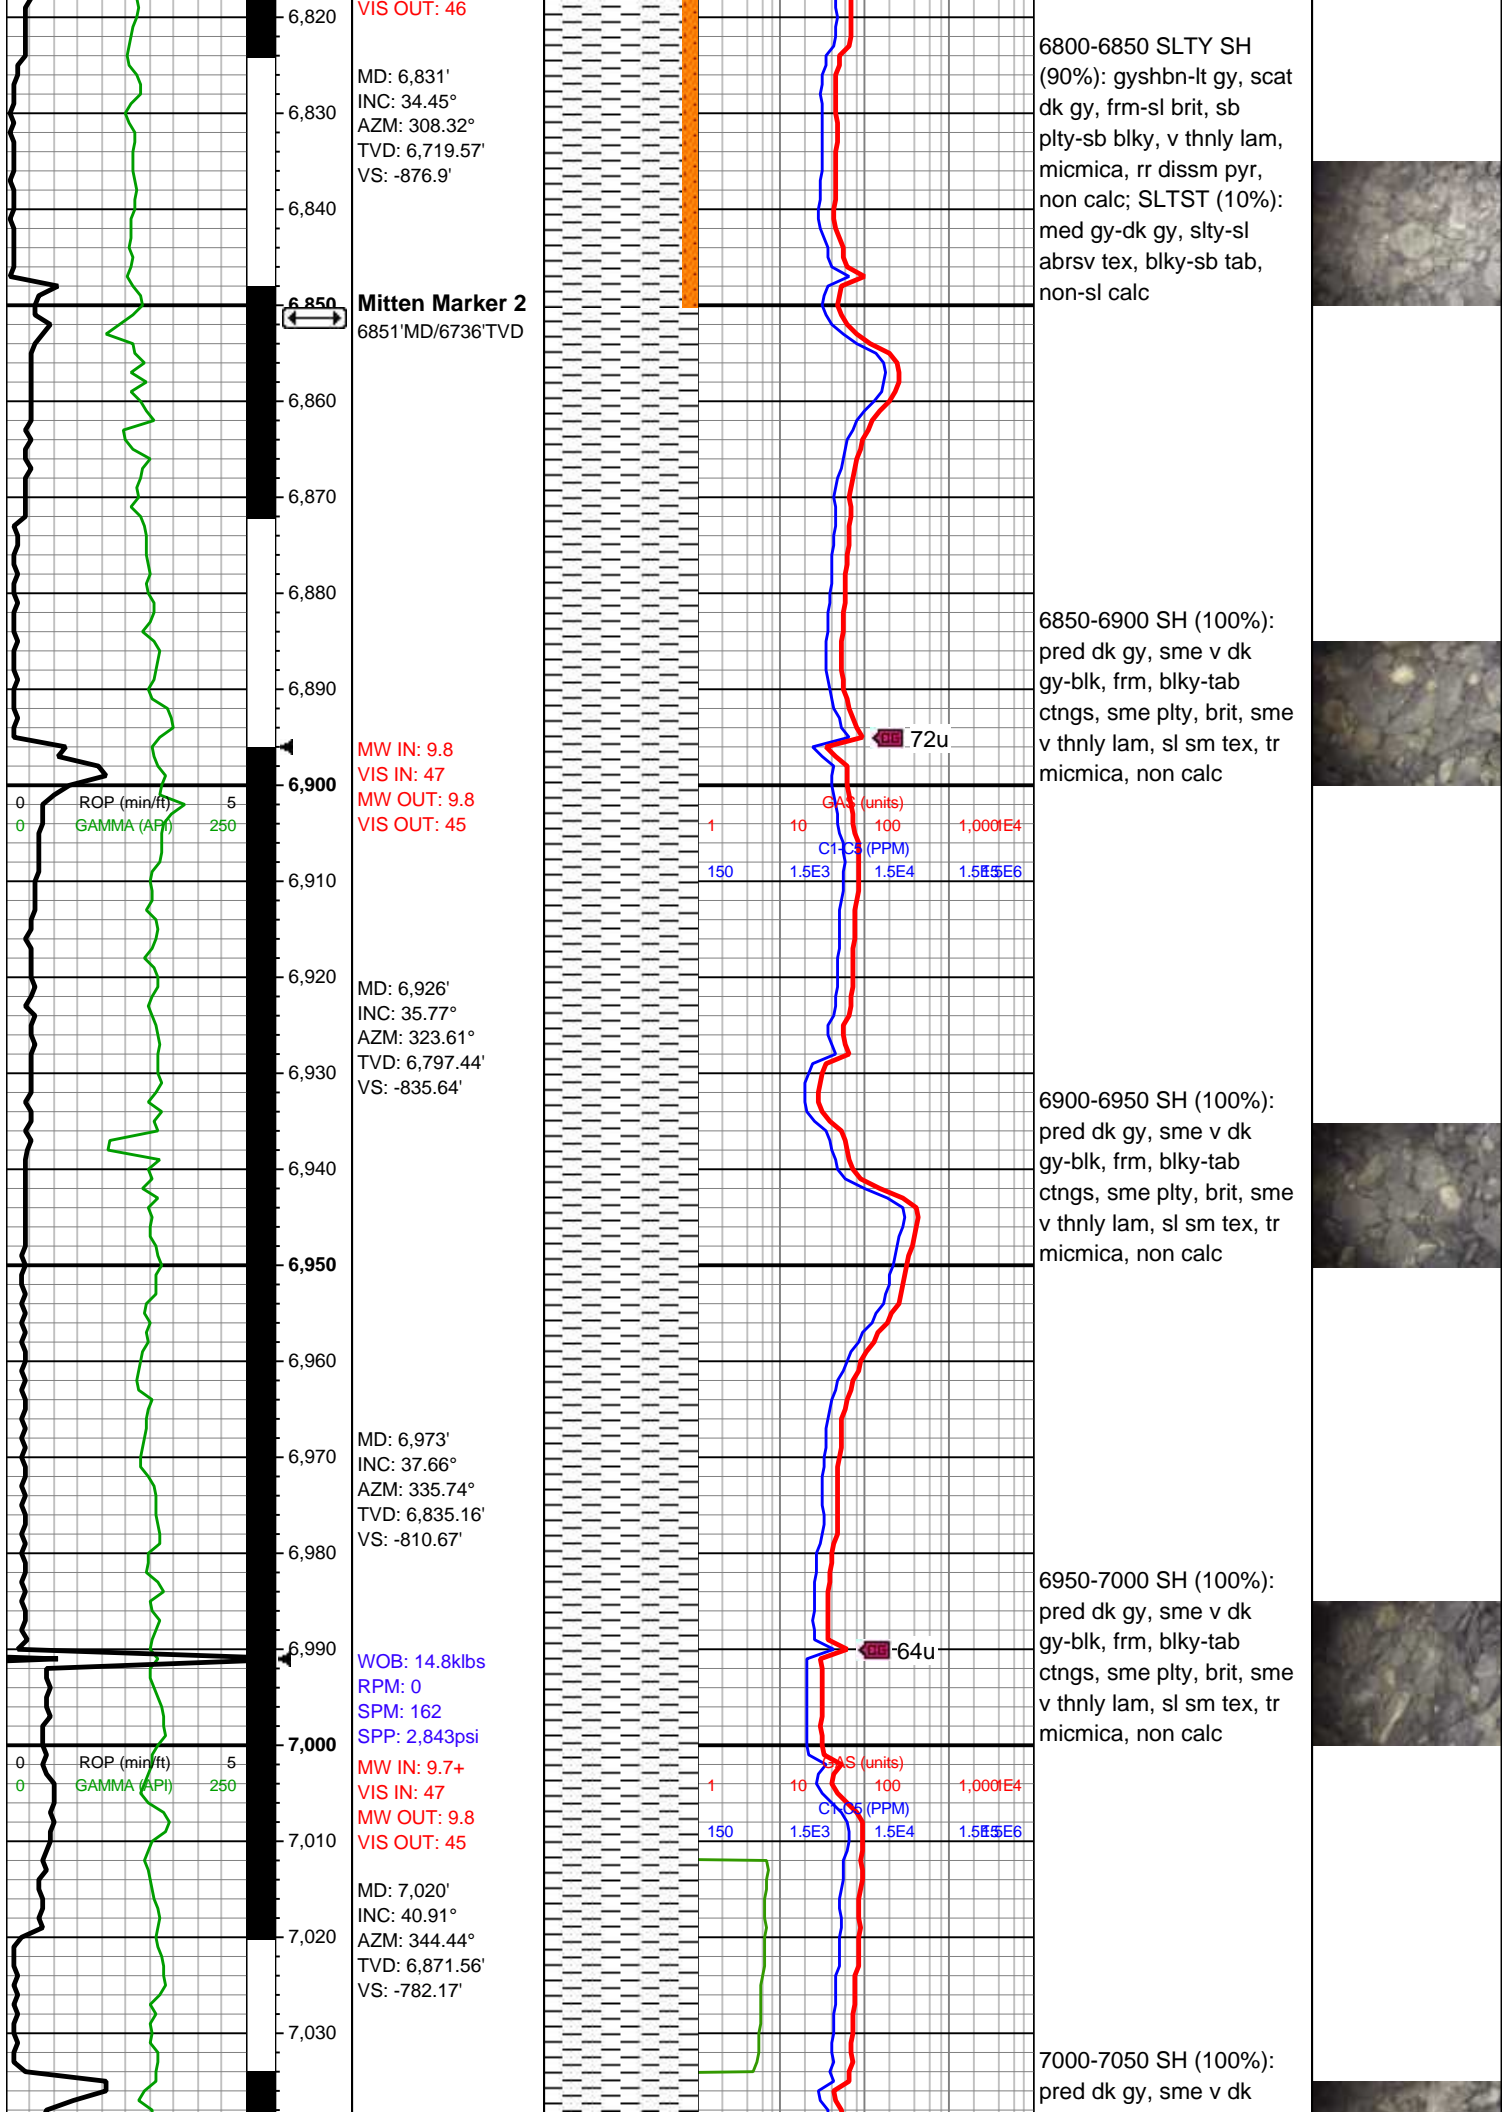 6,820
VIS OUT: 46
6800-6850 SLTY SH
(90%): gyshbn-lt gy, scat
dk gy, frm-sl brit, sb
plty-sb blky, v thnly lam,
micmica, rr dissm pyr,
non calc; SLTST (10%):
med gy-dk gy, slty-sl
abrsv tex, blky-sb tab,
non-sl calc
MD: 6,831'
INC: 34.45°
AZM: 308.32°
TVD: 6,719.57'
VS: -876.9'
6,830
6,840
6,850
Mitten Marker 2
6851'MD/6736'TVD
6,860
6,870
6,880
6850-6900 SH (100%):
pred dk gy, sme v dk
gy-blk, frm, blky-tab
ctngs, sme plty, brit, sme
v thnly lam, sl sm tex, tr
micmica, non calc
6,890
CG 72u
MW IN: 9.8
VIS IN: 47
MW OUT: 9.8
VIS OUT: 45
6,900
0 ROP (min/ft) 5
0 GAMMA (API) 250
GAS (units)
1 10 100 1,000 1E4
C1-C5 (PPM)
150 1.5E3 1.5E4 1.5E5 1.5E6
6,910
6,920
MD: 6,926'
INC: 35.77°
AZM: 323.61°
TVD: 6,797.44'
VS: -835.64'
6,930
6900-6950 SH (100%):
pred dk gy, sme v dk
gy-blk, frm, blky-tab
ctngs, sme plty, brit, sme
v thnly lam, sl sm tex, tr
micmica, non calc
6,940
6,950
6,960
6,970
MD: 6,973'
INC: 37.66°
AZM: 335.74°
TVD: 6,835.16'
VS: -810.67'
6,980
6950-7000 SH (100%):
pred dk gy, sme v dk
gy-blk, frm, blky-tab
ctngs, sme plty, brit, sme
v thnly lam, sl sm tex, tr
micmica, non calc
6,990
CG 64u
WOB: 14.8klbs
RPM: 0
SPM: 162
SPP: 2,843psi
7,000
MW IN: 9.7+
VIS IN: 47
MW OUT: 9.8
VIS OUT: 45
0 ROP (min/ft) 5
0 GAMMA (API) 250
GAS (units)
1 10 100 1,000 1E4
C1-C5 (PPM)
150 1.5E3 1.5E4 1.5E5 1.5E6
7,010
MD: 7,020'
INC: 40.91°
AZM: 344.44°
TVD: 6,871.56'
VS: -782.17'
7,020
7,030
7000-7050 SH (100%):
pred dk gy, sme v dk